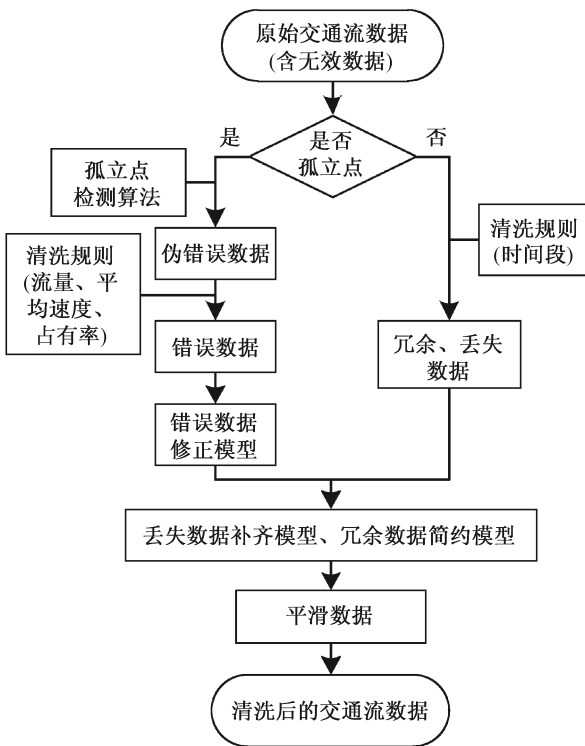 原始交通流数据
(含无效数据)
是
是否
孤立点
否
孤立点
检测算法
伪错误数据
清洗规则
(时间段)
清洗规则
(流量、平
均速度、
占有率)
错误数据
冗余、丢失
数据
错误数据
修正模型
丢失数据补齐模型、冗余数据简约模型
平滑数据
清洗后的交通流数据